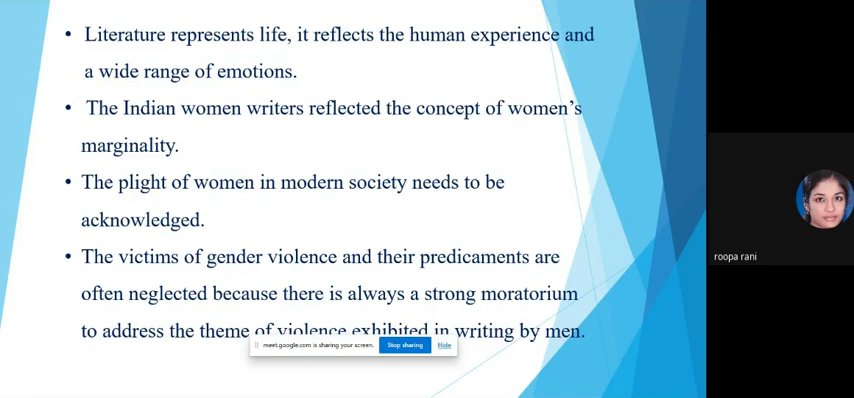 • Literature represents life, it reflects the human experience and
a wide range of emotions.
• The Indian women writers reflected the concept of women's
marginality.
• The plight of women in modern society needs to be
acknowledged.
• The victims of gender violence and their predicaments are
often neglected because there is always a strong moratorium
to address the theme of violence exhibited in writing by men.
meet.google.com is sharing your screen. Stop sharing Hide
roopa rani